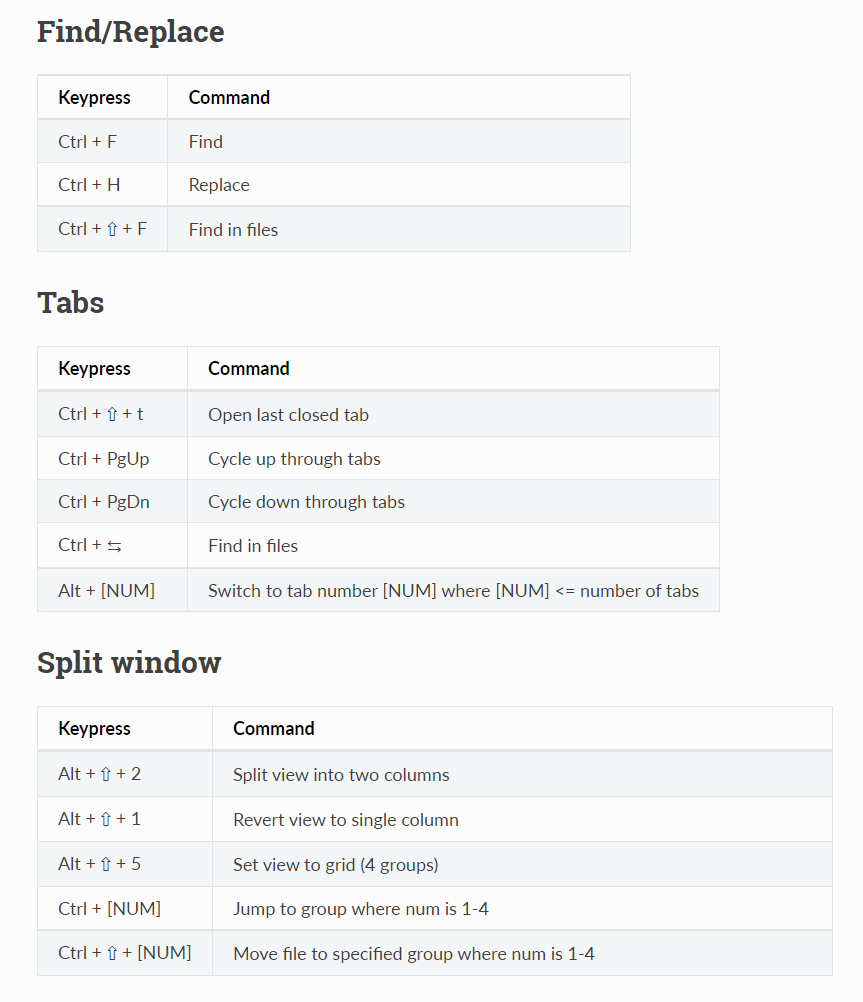 Find/Replace
Keypress Command
Ctrl + F Find
Ctrl + H Replace
Ctrl + ⇧ + F Find in files
Tabs
Keypress Command
Ctrl + ⇧ + t Open last closed tab
Ctrl + PgUp Cycle up through tabs
Ctrl + PgDn Cycle down through tabs
Ctrl + ⇆ Find in files
Alt + [NUM] Switch to tab number [NUM] where [NUM] <= number of tabs
Split window
Keypress Command
Alt + ⇧ + 2 Split view into two columns
Alt + ⇧ + 1 Revert view to single column
Alt + ⇧ + 5 Set view to grid (4 groups)
Ctrl + [NUM] Jump to group where num is 1-4
Ctrl + ⇧ + [NUM] Move file to specified group where num is 1-4